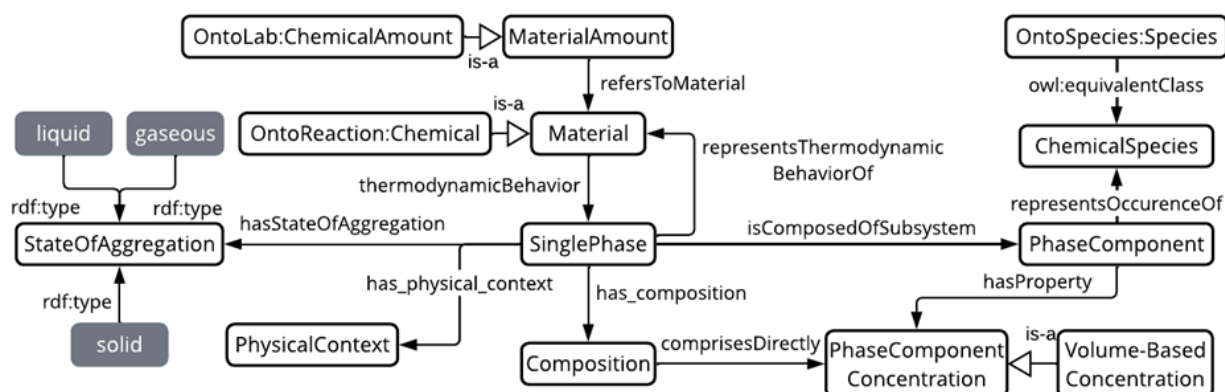 OntoLab:ChemicalAmount
is-a
MaterialAmount
OntoSpecies:Species
refersToMaterial
owl:equivalentClass
liquid
gaseous
OntoReaction:Chemical
is-a
Material
representsThermodynamic
BehaviorOf
ChemicalSpecies
thermodynamicBehavior
rdf:type
rdf:type
representsOccurenceOf
StateOfAggregation
hasStateOfAggregation
SinglePhase
isComposedOfSubsystem
PhaseComponent
rdf:type
has_physical_context
has_composition
hasProperty
solid
PhysicalContext
Composition
comprisesDirectly
PhaseComponent
Concentration
is-a
Volume-Based
Concentration